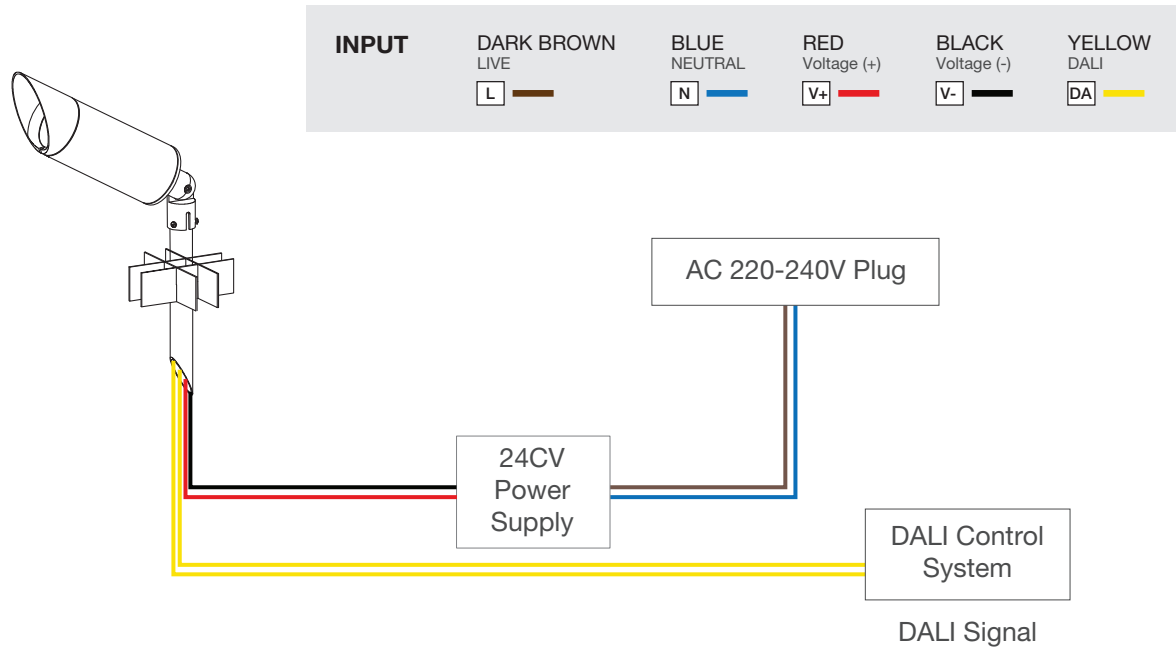 INPUT
DARK BROWN
LIVE
L
BLUE
NEUTRAL
N
RED
Voltage (+)
V+
BLACK
Voltage (-)
V-
YELLOW
DALI
DA
AC 220-240V Plug
24CV
Power
Supply
DALI Control
System
DALI Signal